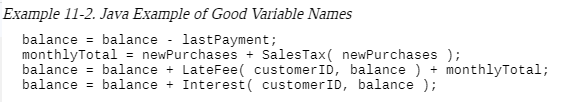 Example 11-2. Java Example of Good Variable Names
balance = balance - lastPayment;
monthlyTotal = newPurchases + SalesTax( newPurchases );
balance = balance + LateFee( customerID, balance ) + monthlyTotal;
balance = balance + Interest( customerID, balance );